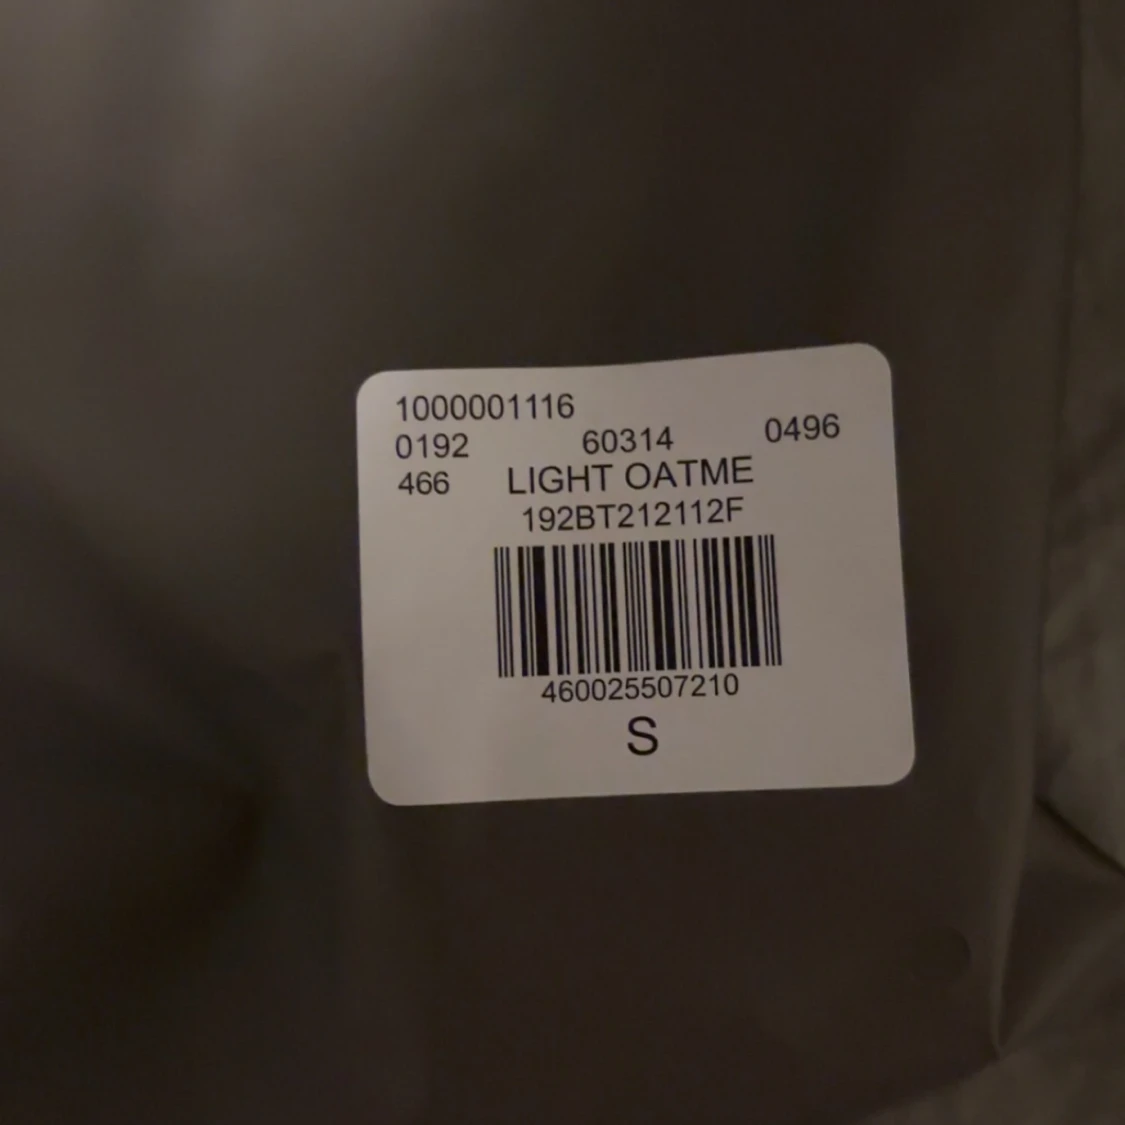 1000001116
0192 60314 0496
466 LIGHT OATME
192BT212112F
460025507210
S